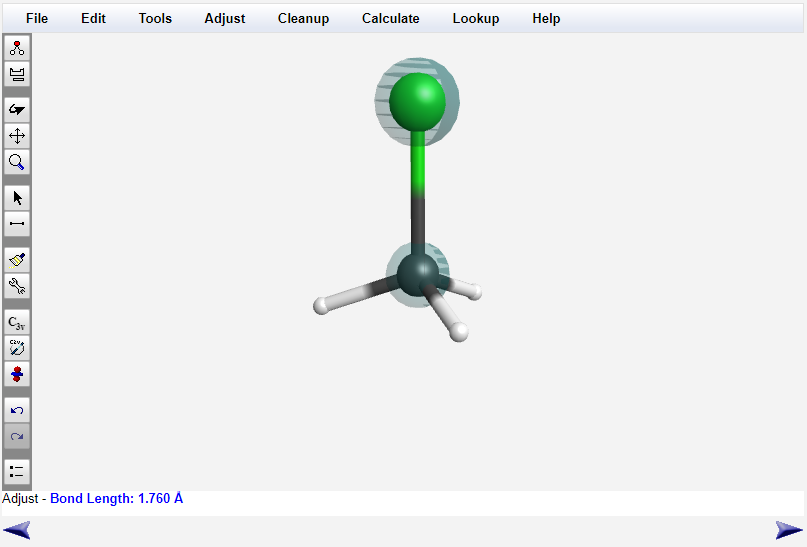 File Edit Tools Adjust Cleanup Calculate Lookup Help
C3v
Adjust - Bond Length: 1.760 Å